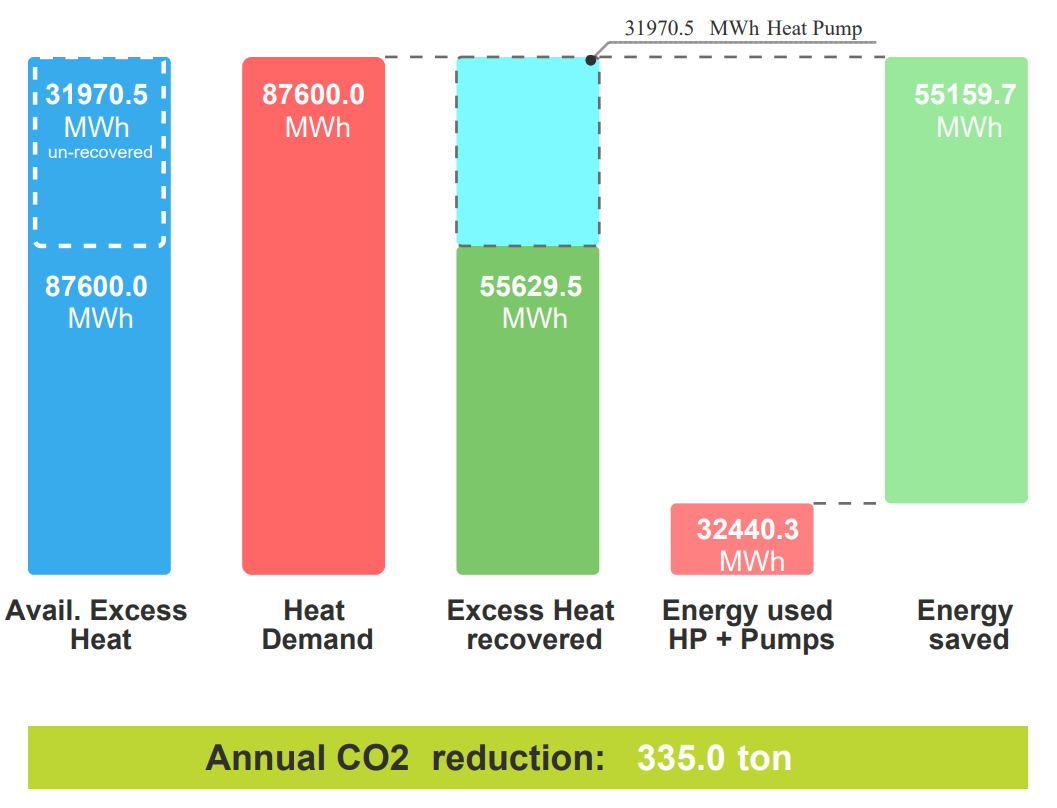 31970.5 MWh Heat Pump
31970.5
MWh
un-recovered
87600.0
MWh
87600.0
MWh
55629.5
MWh
32440.3
MWh
55159.7
MWh
Avail. Excess
Heat
Heat
Demand
Excess Heat
recovered
Energy used
HP + Pumps
Energy
saved
Annual CO2 reduction: 335.0 ton